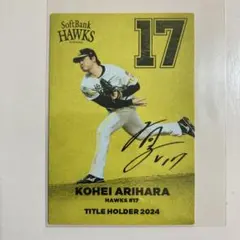 SoftBank
HAWKS
17
KOHEI ARIHARA
HAWKS #17
TITLE HOLDER 2024